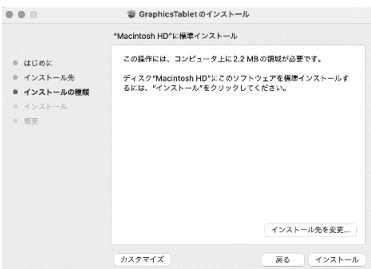 GraphicsTablet のインストール
"Macintosh HD"に標準インストール
はじめに
インストール先
インストールの種類
インストール
概要
この操作には、コンピュータ上に2.2 MBの領域が必要です。
ディスク"Macintosh HD"にこのソフトウェアを標準インストールす
るには、"インストール"をクリックしてください。
インストール先を変更...
カスタマイズ
戻る
インストール